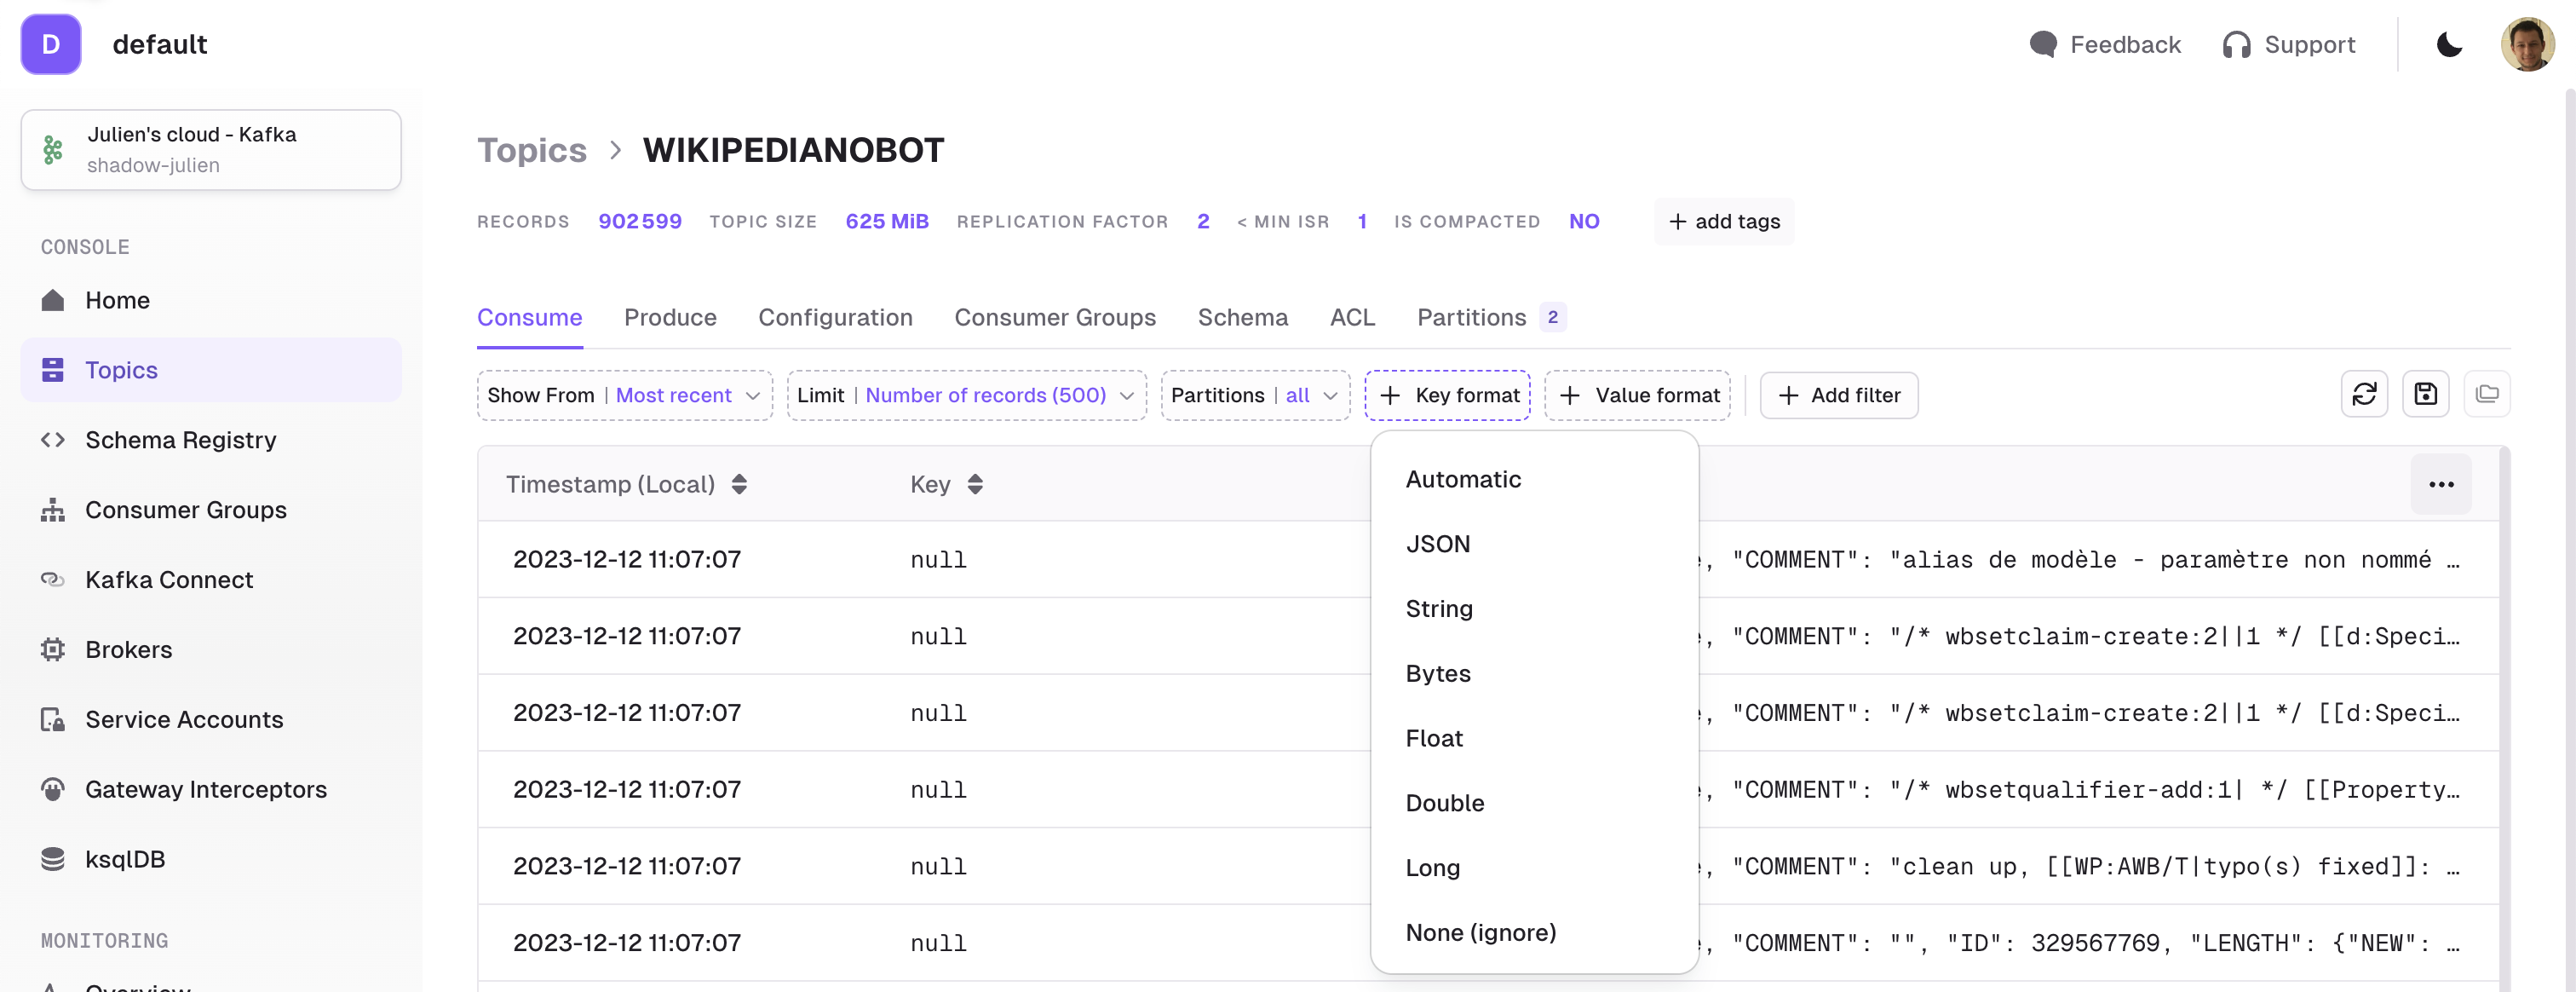 D default Feedback Support
Julien's cloud - Kafka
shadow-julien
CONSOLE
Home
Topics
Schema Registry
Consumer Groups
Kafka Connect
Brokers
Service Accounts
Gateway Interceptors
ksqlDB
MONITORING
Overview
Topics > WIKIPEDIANOBOT
RECORDS 902 599 TOPIC SIZE 625 MiB REPLICATION FACTOR 2 < MIN ISR 1 IS COMPACTED NO + add tags
Consume Produce Configuration Consumer Groups Schema ACL Partitions 2
Show From | Most recent Limit | Number of records (500) Partitions | all + Key format + Value format + Add filter
Timestamp (Local) Key ...
2023-12-12 11:07:07 null , "COMMENT": "alias de modèle - paramètre non nommé …
2023-12-12 11:07:07 null , "COMMENT": "/* wbsetclaim-create:2||1 */ [[d:Speci…
2023-12-12 11:07:07 null , "COMMENT": "/* wbsetclaim-create:2||1 */ [[d:Speci…
2023-12-12 11:07:07 null , "COMMENT": "/* wbsetqualifier-add:1| */ [[Property…
2023-12-12 11:07:07 null , "COMMENT": "clean up, [[WP:AWB/T|typo(s) fixed]]: …
2023-12-12 11:07:07 null , "COMMENT": "", "ID": 329567769, "LENGTH": {"NEW": …
Automatic
JSON
String
Bytes
Float
Double
Long
None (ignore)